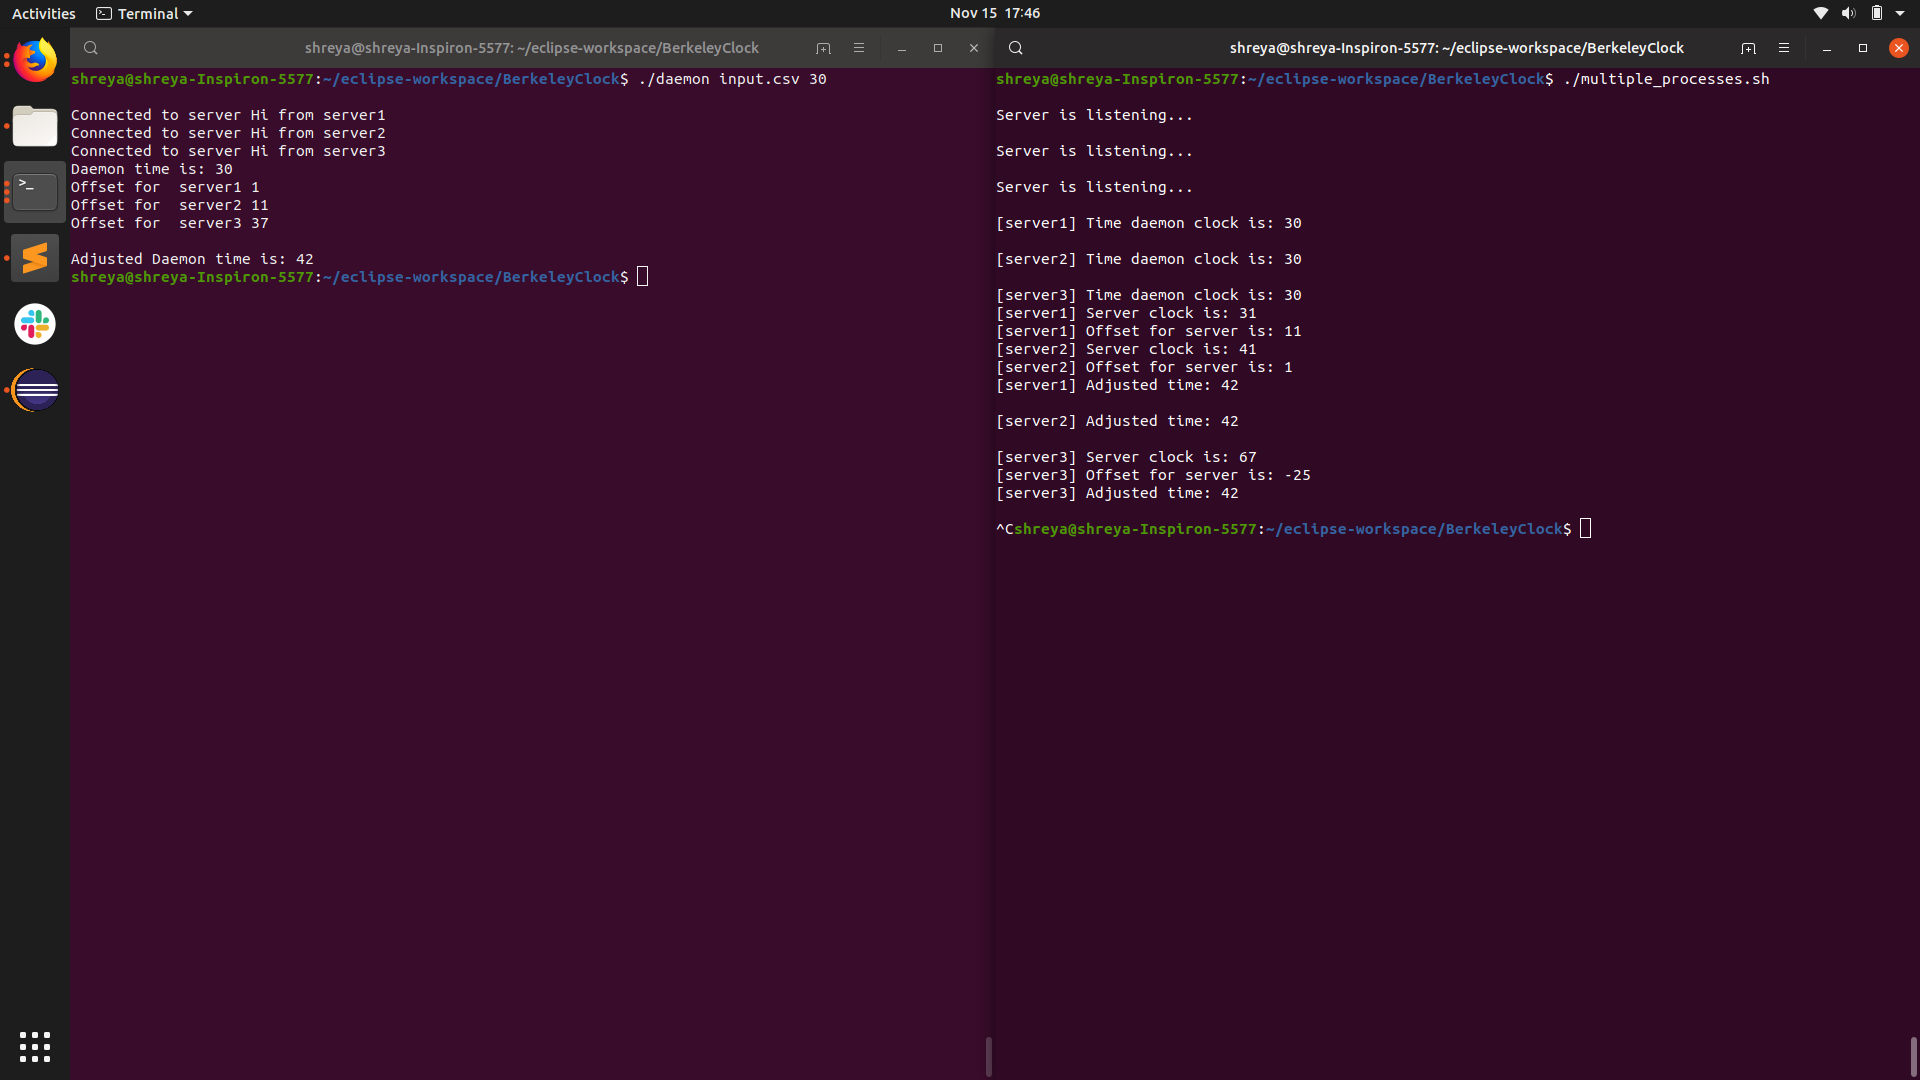 Activities Terminal Nov 15 17:46
shreya@shreya-Inspiron-5577: ~/eclipse-workspace/BerkeleyClock
shreya@shreya-Inspiron-5577:~/eclipse-workspace/BerkeleyClock$ ./daemon input.csv 30
Connected to server Hi from server1
Connected to server Hi from server2
Connected to server Hi from server3
Daemon time is: 30
Offset for  server1 1
Offset for  server2 11
Offset for  server3 37
Adjusted Daemon time is: 42
shreya@shreya-Inspiron-5577:~/eclipse-workspace/BerkeleyClock$
shreya@shreya-Inspiron-5577: ~/eclipse-workspace/BerkeleyClock
shreya@shreya-Inspiron-5577:~/eclipse-workspace/BerkeleyClock$ ./multiple_processes.sh
Server is listening...
Server is listening...
Server is listening...
[server1] Time daemon clock is: 30
[server2] Time daemon clock is: 30
[server3] Time daemon clock is: 30
[server1] Server clock is: 31
[server1] Offset for server is: 11
[server2] Server clock is: 41
[server2] Offset for server is: 1
[server1] Adjusted time: 42
[server2] Adjusted time: 42
[server3] Server clock is: 67
[server3] Offset for server is: -25
[server3] Adjusted time: 42
^Cshreya@shreya-Inspiron-5577:~/eclipse-workspace/BerkeleyClock$